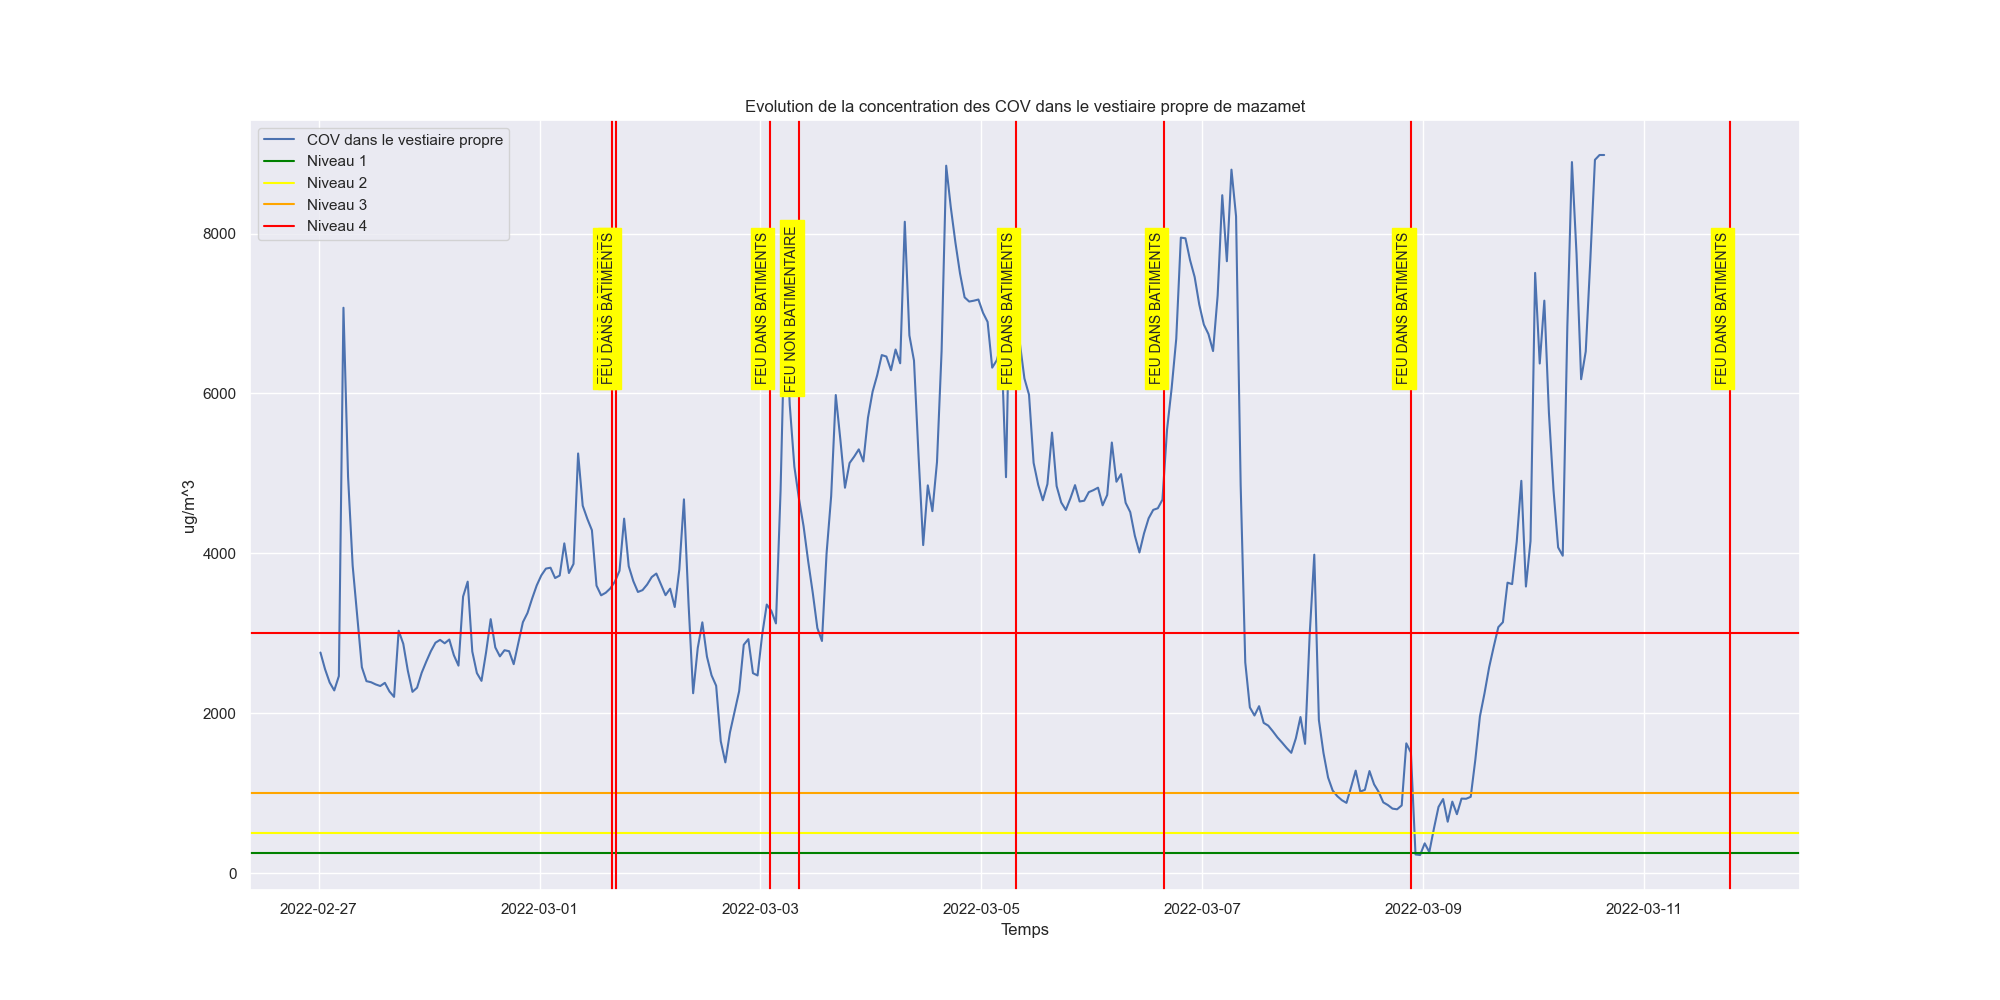 Evolution de la concentration des COV dans le vestiaire propre de mazamet
COV dans le vestiaire propre
Niveau 1
Niveau 2
Niveau 3
Niveau 4
FEU DANS BATIMENTS
FEU DANS BATIMENTS
FEU NON BATIMENTAIRE
FEU DANS BATIMENTS
FEU DANS BATIMENTS
FEU DANS BATIMENTS
FEU DANS BATIMENTS
ug/m^3
8000
6000
4000
2000
0
2022-02-27
2022-03-01
2022-03-03
2022-03-05
2022-03-07
2022-03-09
2022-03-11
Temps